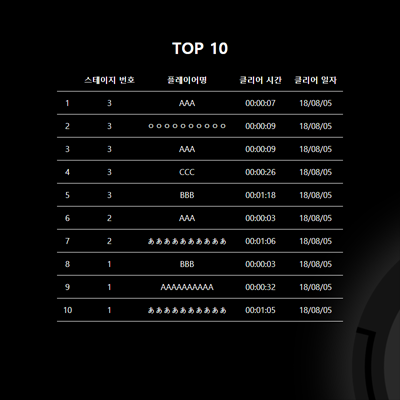 TOP 10
스테이지 번호 플레이어명 클리어 시간 클리어 일자
1 3 AAA 00:00:07 18/08/05
2 3 ㅇㅇㅇㅇㅇㅇㅇㅇㅇㅇ 00:00:09 18/08/05
3 3 AAA 00:00:09 18/08/05
4 3 CCC 00:00:26 18/08/05
5 3 BBB 00:01:18 18/08/05
6 2 AAA 00:00:03 18/08/05
7 2 ああああああああああ 00:01:06 18/08/05
8 1 BBB 00:00:03 18/08/05
9 1 AAAAAAAAAA 00:00:32 18/08/05
10 1 ああああああああああ 00:01:05 18/08/05